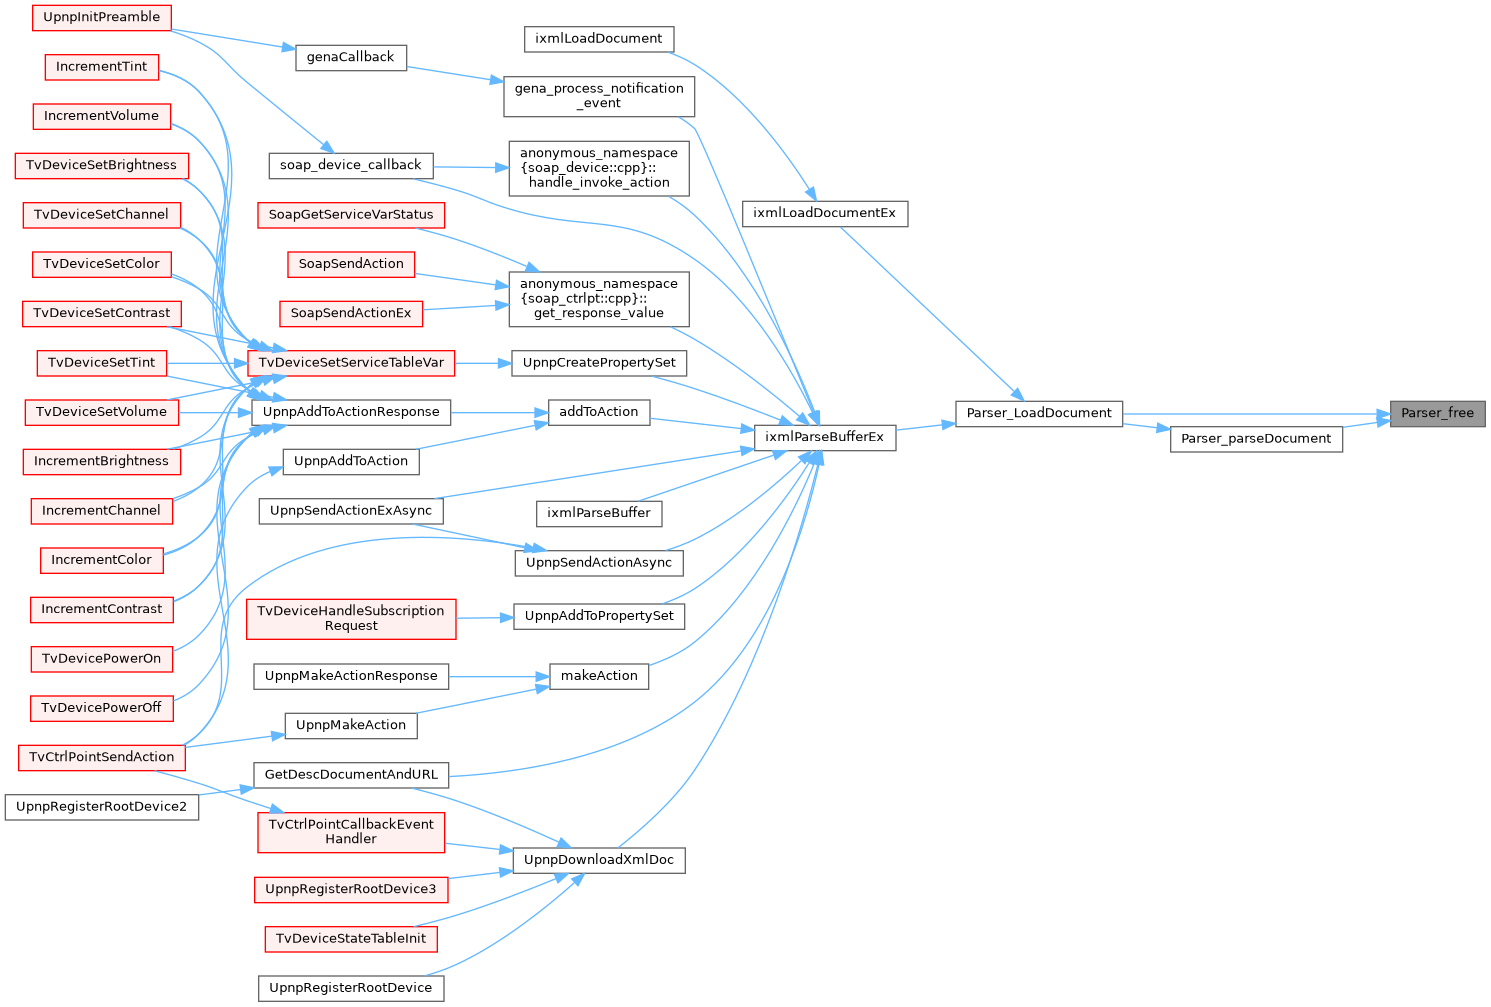 UpnpInitPreamble
IncrementTint
IncrementVolume
TvDeviceSetBrightness
TvDeviceSetChannel
TvDeviceSetColor
TvDeviceSetContrast
TvDeviceSetTint
TvDeviceSetVolume
IncrementBrightness
IncrementChannel
IncrementColor
IncrementContrast
TvDevicePowerOn
TvDevicePowerOff
TvCtrlPointSendAction
UpnpRegisterRootDevice2
genaCallback
soap_device_callback
SoapGetServiceVarStatus
SoapSendAction
SoapSendActionEx
TvDeviceSetServiceTableVar
UpnpAddToActionResponse
UpnpAddToAction
UpnpSendActionExAsync
TvDeviceHandleSubscription
Request
UpnpMakeActionResponse
UpnpMakeAction
GetDescDocumentAndURL
TvCtrlPointCallbackEvent
Handler
UpnpRegisterRootDevice3
TvDeviceStateTableInit
UpnpRegisterRootDevice
ixmlLoadDocument
gena_process_notification
_event
anonymous_namespace
{soap_device::cpp}::
handle_invoke_action
anonymous_namespace
{soap_ctrlpt::cpp}::
get_response_value
UpnpCreatePropertySet
addToAction
ixmlParseBuffer
UpnpSendActionAsync
UpnpAddToPropertySet
makeAction
UpnpDownloadXmlDoc
ixmlLoadDocumentEx
ixmlParseBufferEx
Parser_LoadDocument
Parser_parseDocument
Parser_free